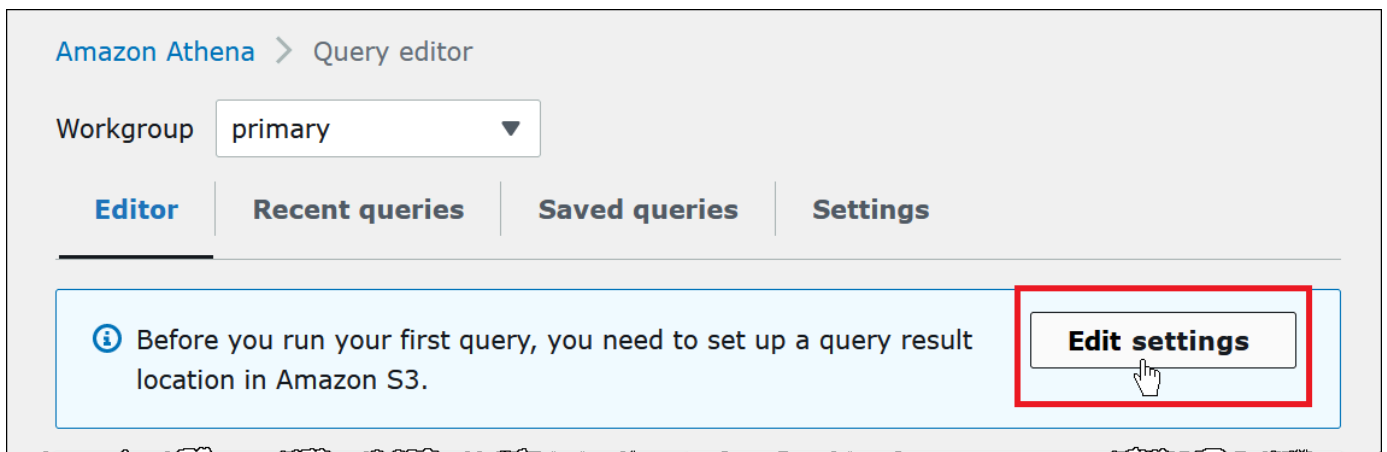 Amazon Athena > Query editor
Workgroup primary
Editor Recent queries Saved queries Settings
Before you run your first query, you need to set up a query result
location in Amazon S3.
Edit settings